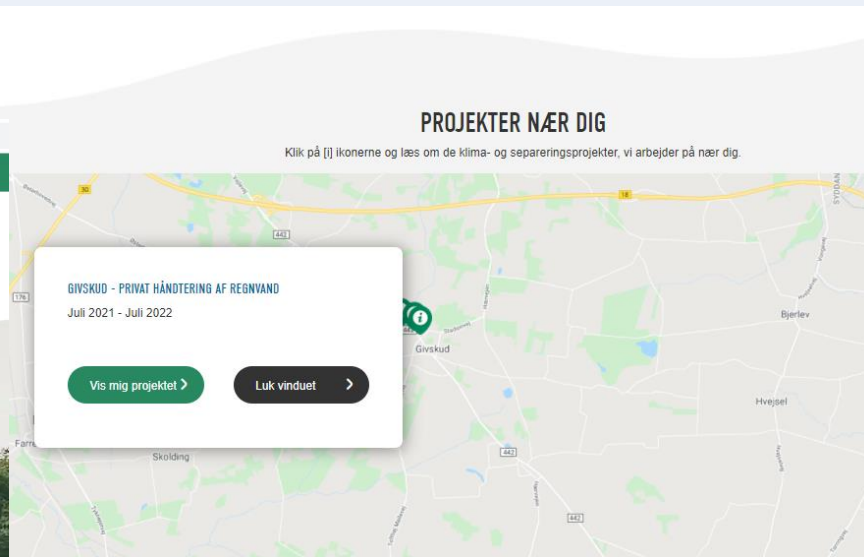 PROJEKTER NÆR DIG
Klik på [i] ikonerne og læs om de klima- og separeringsprojekter, vi arbejder på nær dig.
30
18
442
176
GIVSKUD - PRIVAT HÅNDTERING AF REGNVAND
Juli 2021 - Juli 2022
Vis mig projektet
Luk vinduet
Givskud
Bjerlev
Hvejsel
Farre
Skolding
442
442